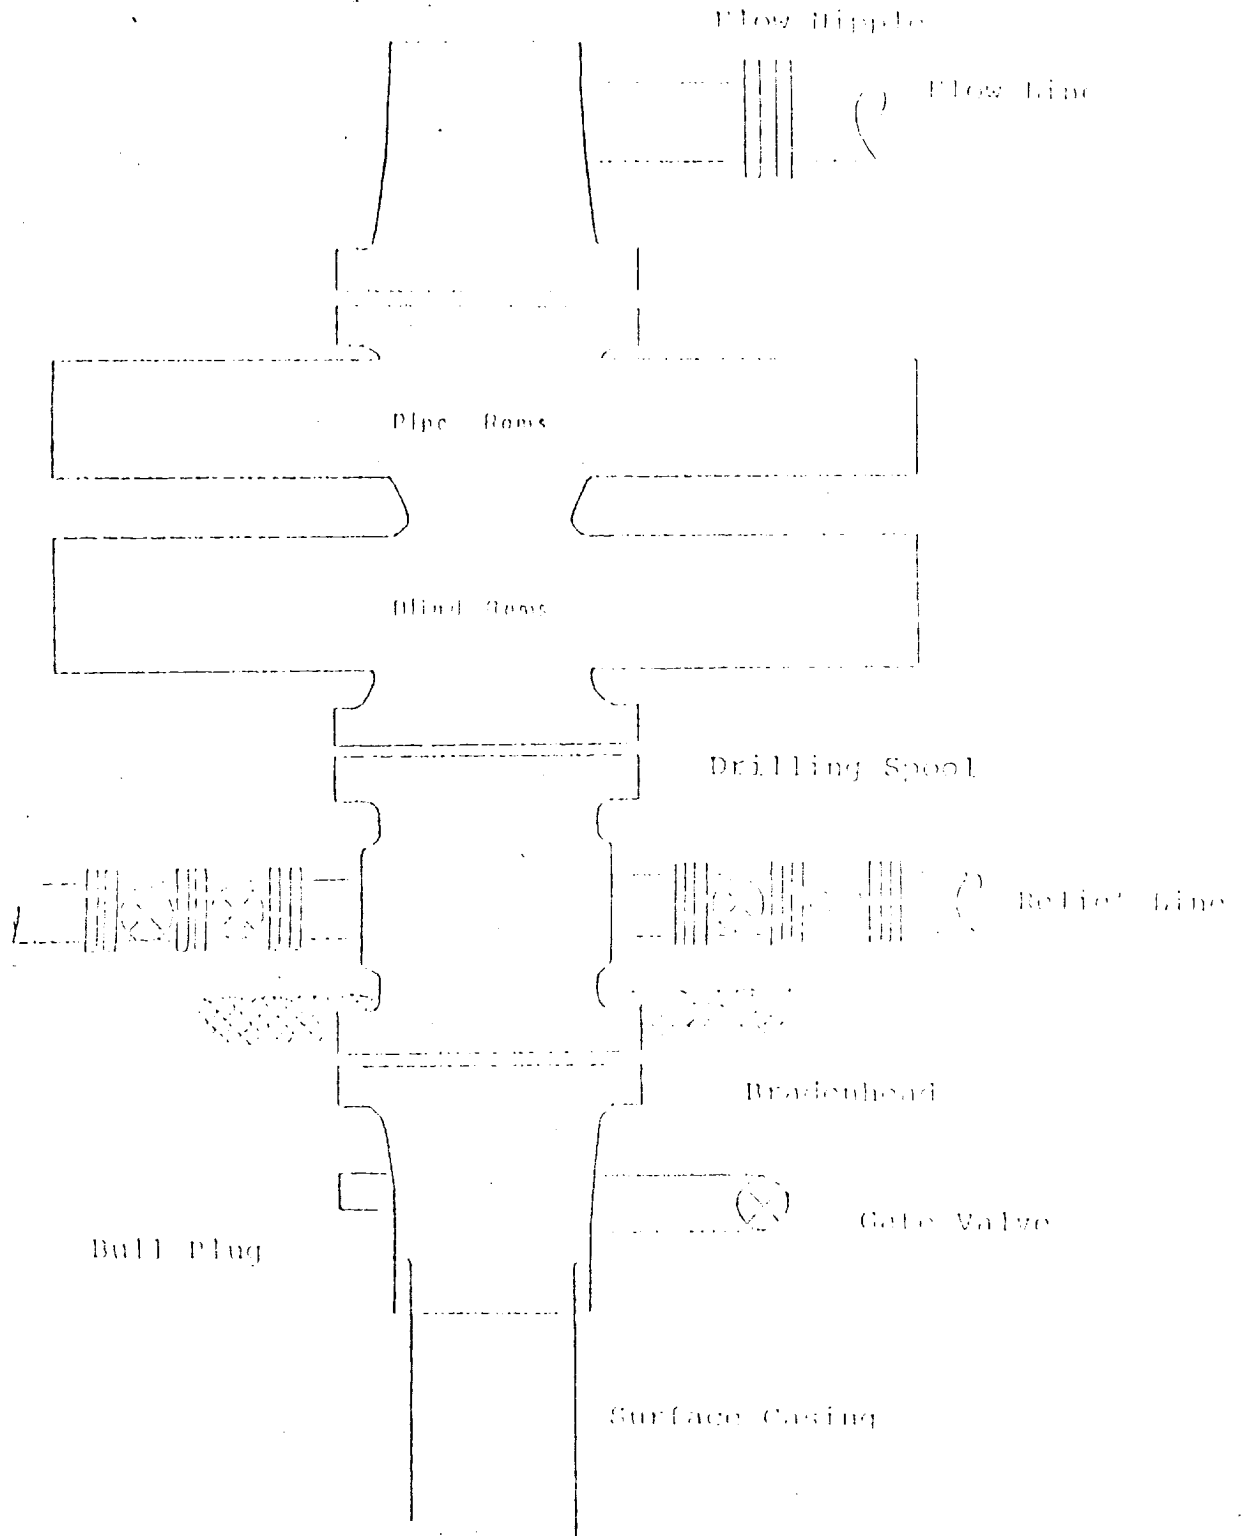 Flow Nipple
Flow Line
Pipe Rams
Blind Rams
Drilling Spool
Relief Line
Bradenhead
Gate Valve
Bull Plug
Surface Casing